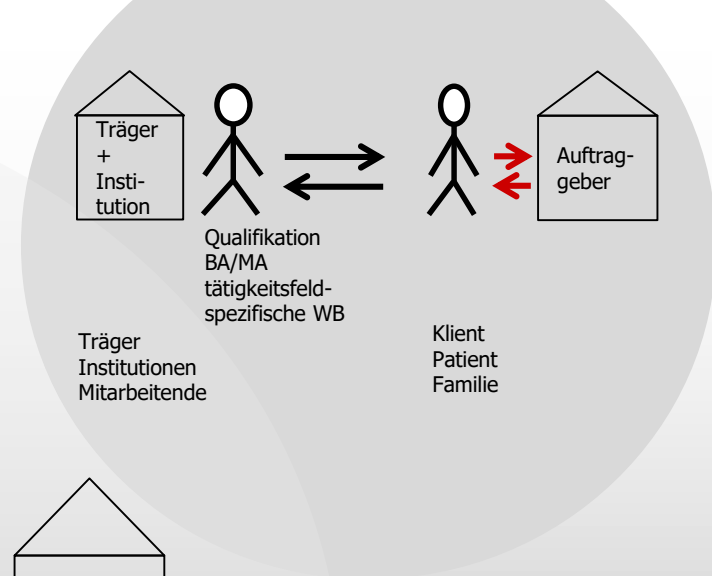 Träger
+
Insti-
tution
Auftrag-
geber
Qualifikation
BA/MA
tätigkeitsfeld-
spezifische WB
Träger
Institutionen
Mitarbeitende
Klient
Patient
Familie